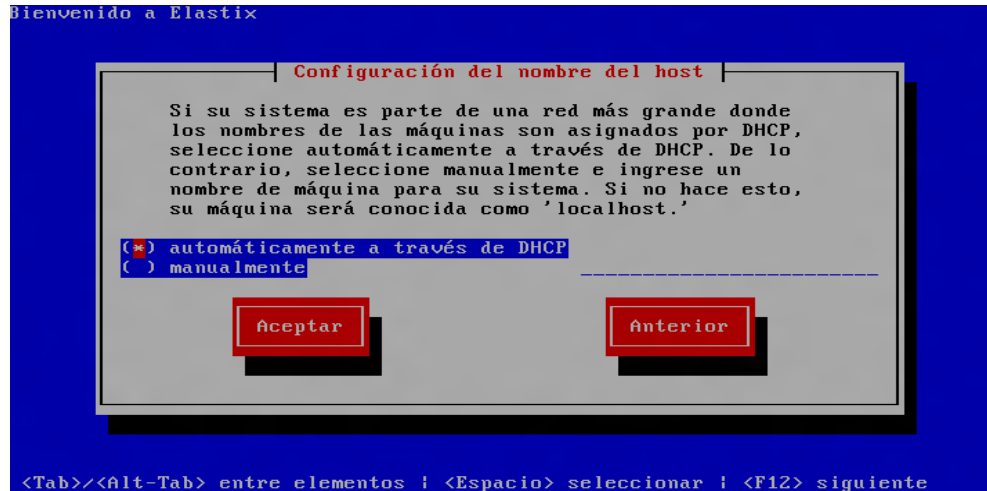 Bienvenido a Elastix
Configuración del nombre del host
Si su sistema es parte de una red más grande donde
los nombres de las máquinas son asignados por DHCP,
seleccione automáticamente a través de DHCP. De lo
contrario, seleccione manualmente e ingrese un
nombre de máquina para su sistema. Si no hace esto,
su máquina será conocida como 'localhost.'
(*) automáticamente a través de DHCP
( ) manualmente ________________________
Aceptar Anterior
<Tab>/<Alt-Tab> entre elementos ¦ <Espacio> seleccionar ¦ <F12> siguiente